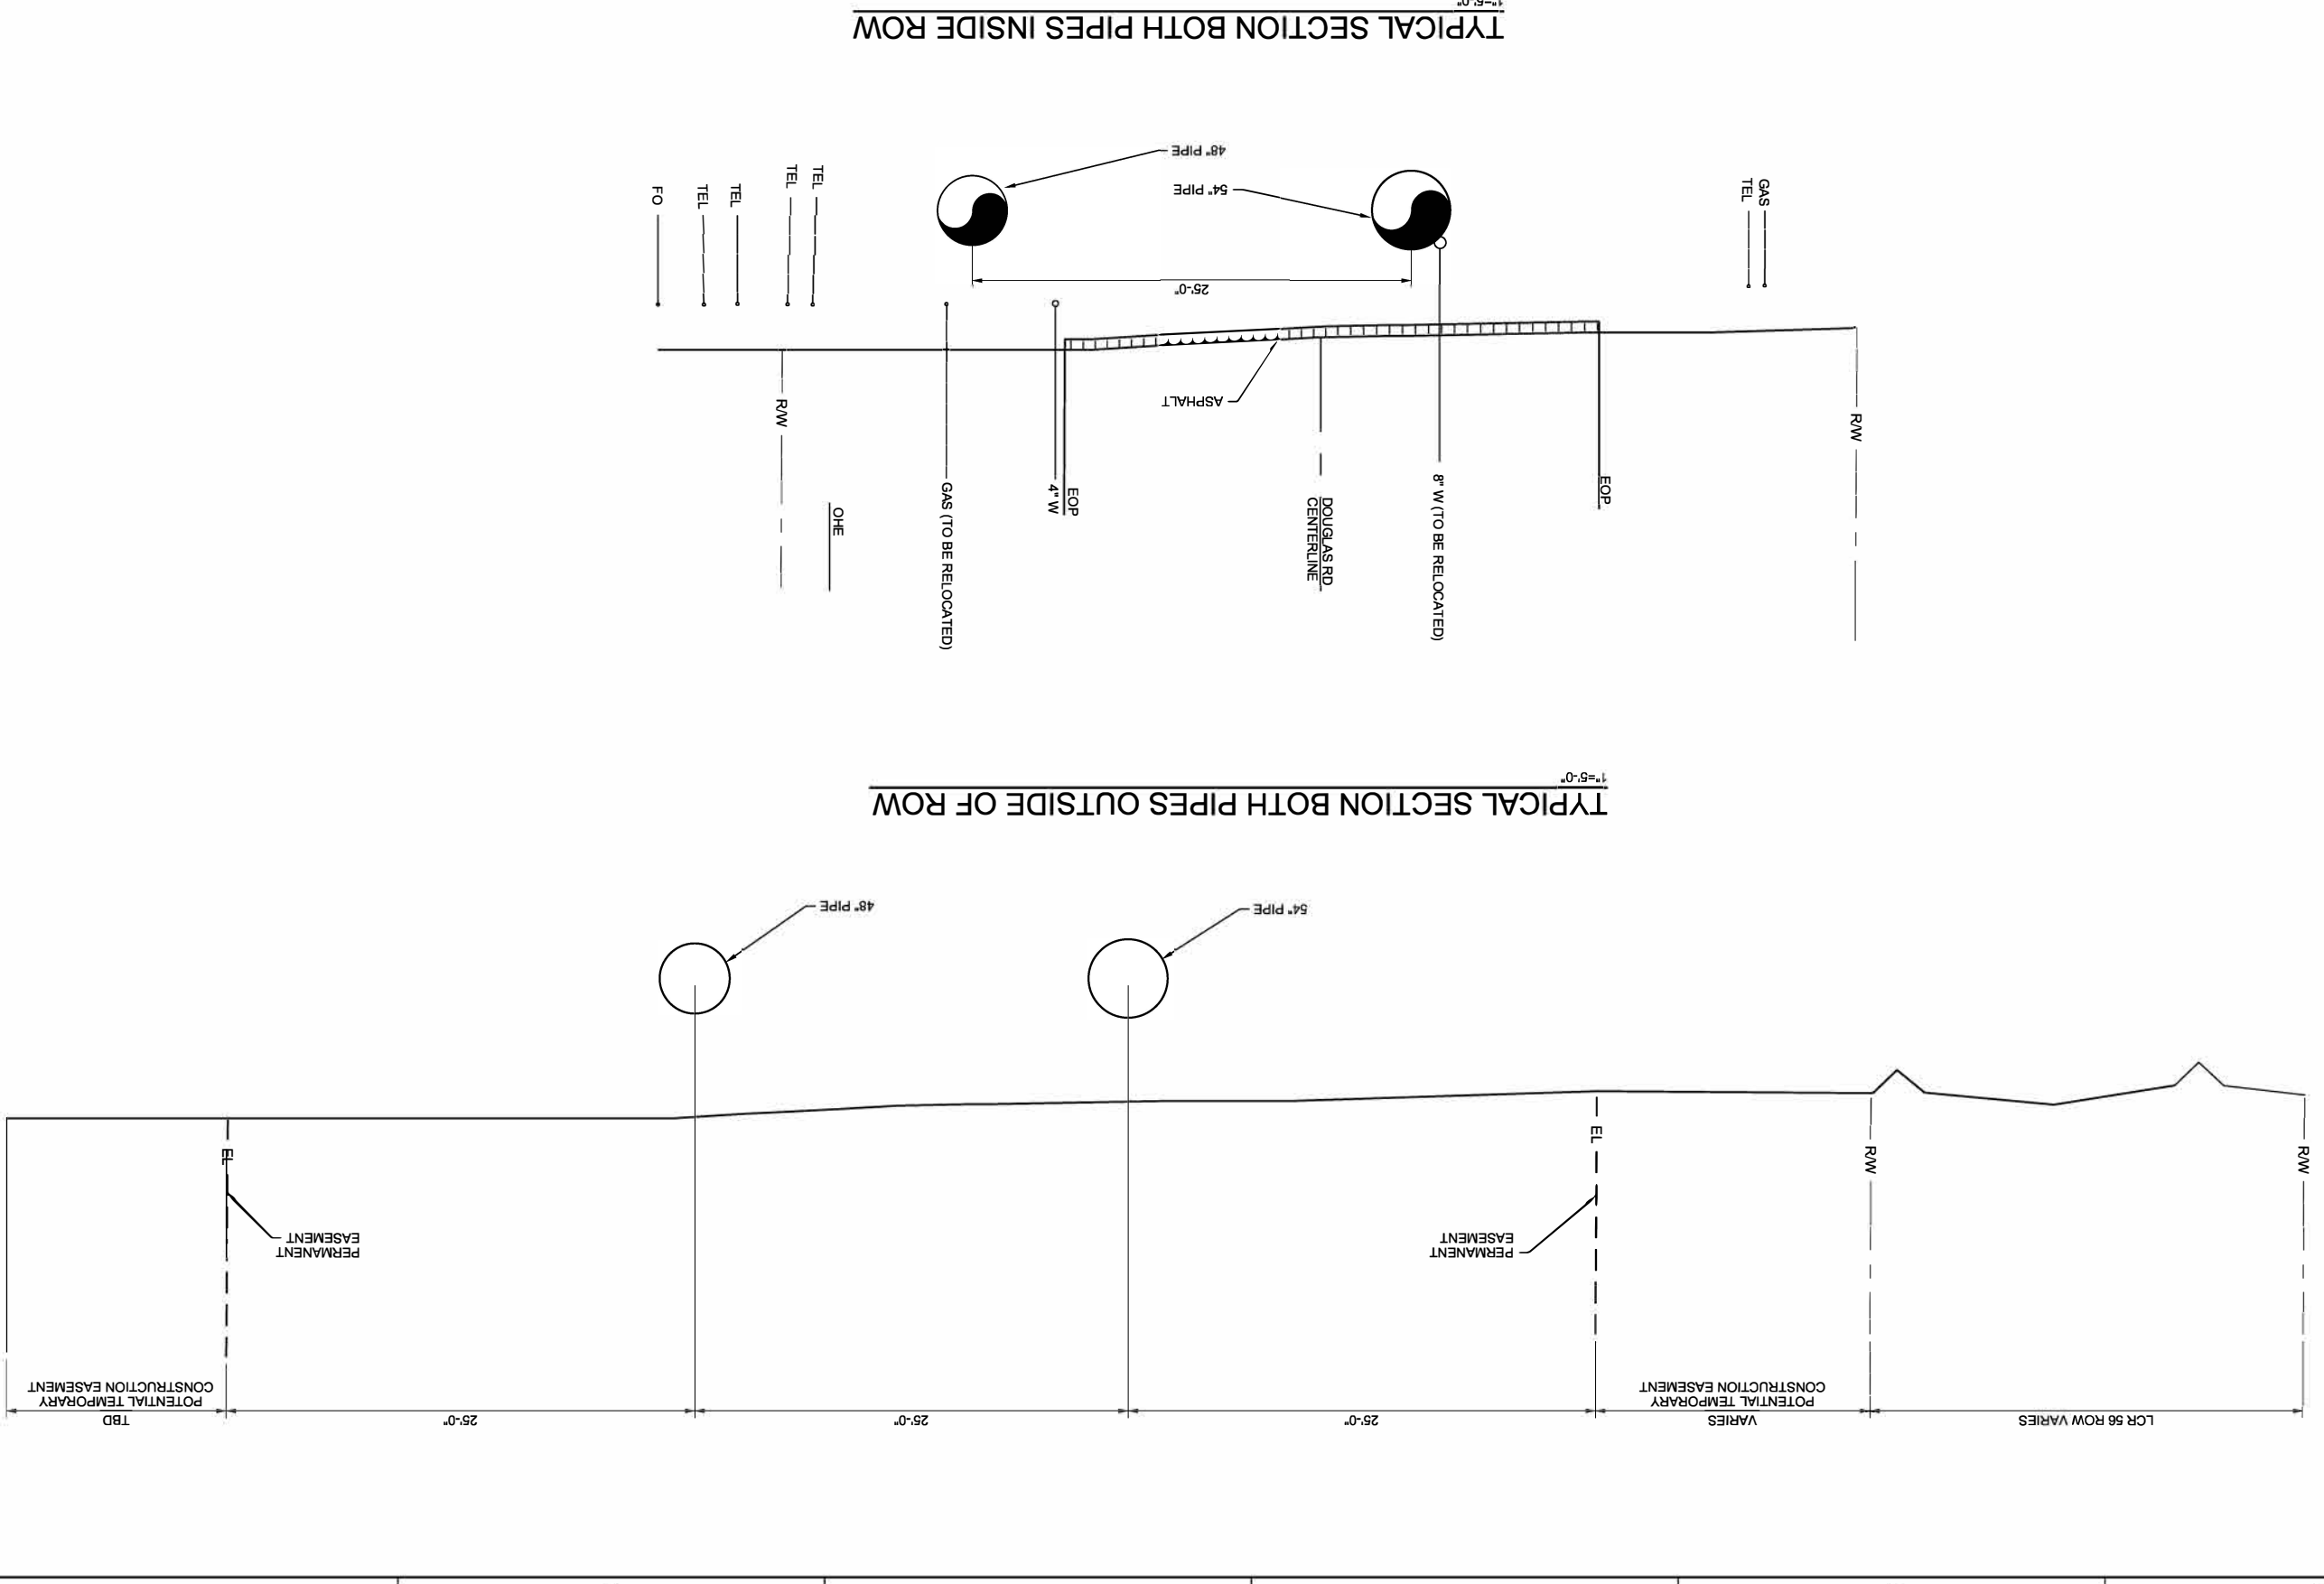 LCR 56 ROW VARIES
VARIES
POTENTIAL TEMPORARY
CONSTRUCTION EASEMENT
25'-0"
25'-0"
25'-0"
TBD
POTENTIAL TEMPORARY
CONSTRUCTION EASEMENT
PERMANENT
EASEMENT
PERMANENT
EASEMENT
R/W
R/W
EL
EL
54" PIPE
48" PIPE
TYPICAL SECTION BOTH PIPES OUTSIDE OF ROW
1"=5'-0"
R/W
EOP
8" W (TO BE RELOCATED)
DOUGLAS RD
CENTERLINE
EOP
4" W
GAS (TO BE RELOCATED)
OHE
R/W
ASPHALT
25'-0"
GAS
TEL
54" PIPE
48" PIPE
TEL
TEL
TEL
TEL
FO
TYPICAL SECTION BOTH PIPES INSIDE ROW
1"=5'-0"